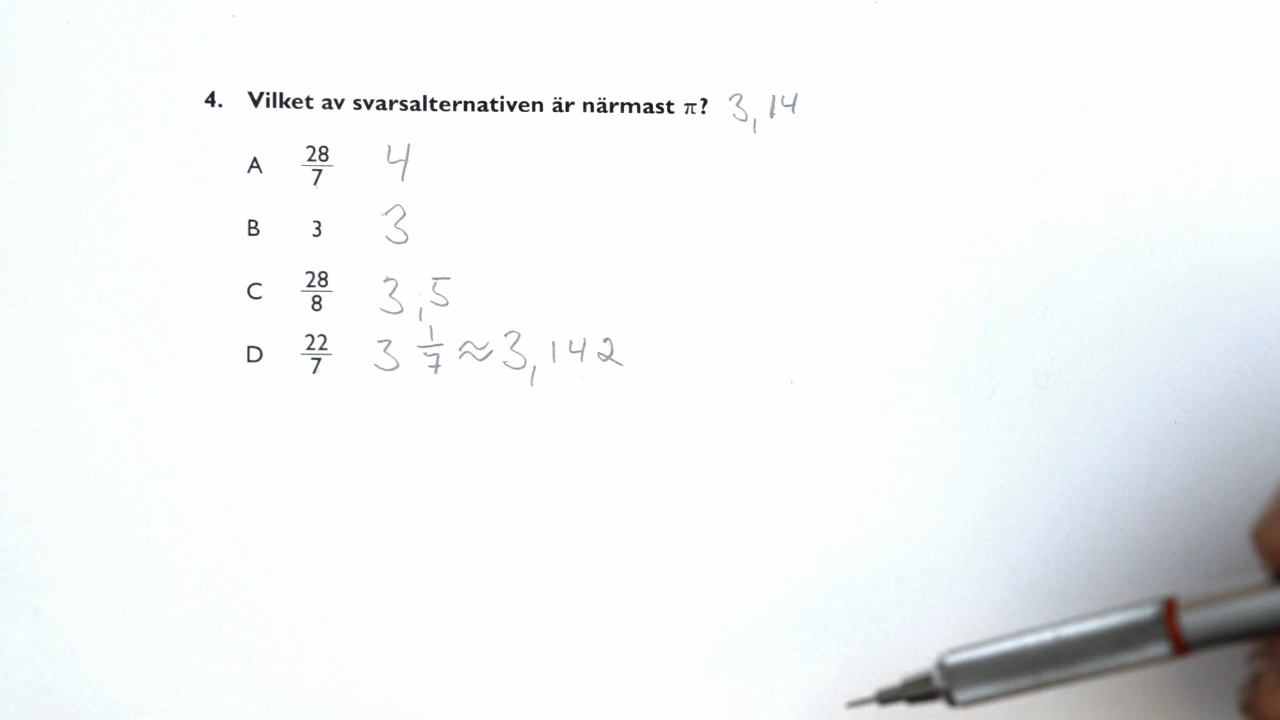 4. Vilket av svarsalternativen är närmast π? 3,14
A 28/7 4
B 3 3
C 28/8 3,5
D 22/7 3 1/7 ≈ 3,142